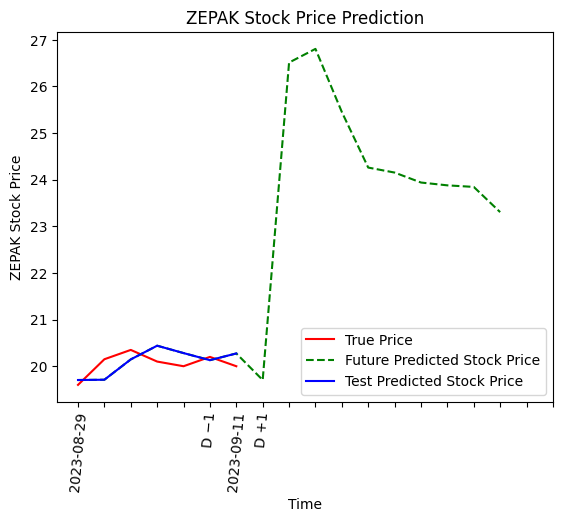 ZEPAK Stock Price Prediction
ZEPAK Stock Price
27
26
25
24
23
22
21
20
True Price
Future Predicted Stock Price
Test Predicted Stock Price
2023-08-29
D −1
2023-09-11
D +1
Time